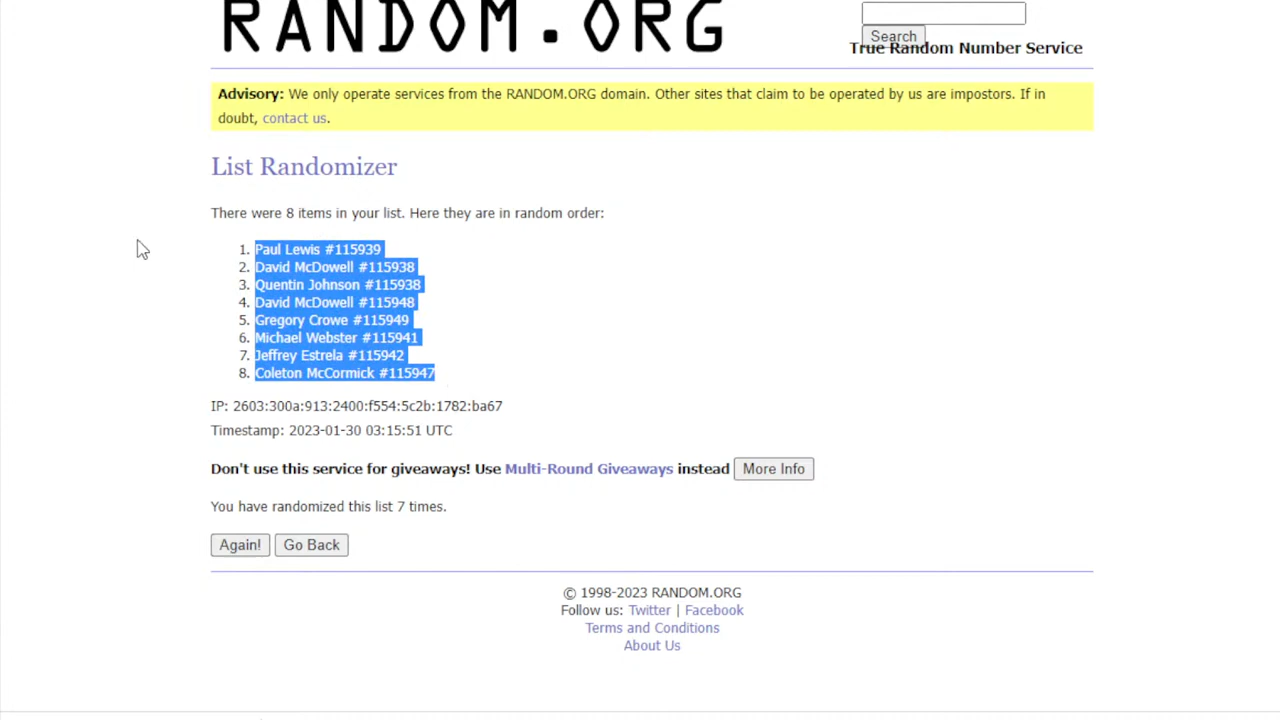 RANDOM.ORG
Search
True Random Number Service
Advisory: We only operate services from the RANDOM.ORG domain. Other sites that claim to be operated by us are impostors. If in
doubt, contact us.
List Randomizer
There were 8 items in your list. Here they are in random order:
1. Paul Lewis #115939
2. David McDowell #115938
3. Quentin Johnson #115938
4. David McDowell #115948
5. Gregory Crowe #115949
6. Michael Webster #115941
7. Jeffrey Estrela #115942
8. Coleton McCormick #115947
IP: 2603:300a:913:2400:f554:5c2b:1782:ba67
Timestamp: 2023-01-30 03:15:51 UTC
Don't use this service for giveaways! Use Multi-Round Giveaways instead More Info
You have randomized this list 7 times.
Again! Go Back
© 1998-2023 RANDOM.ORG
Follow us: Twitter | Facebook
Terms and Conditions
About Us